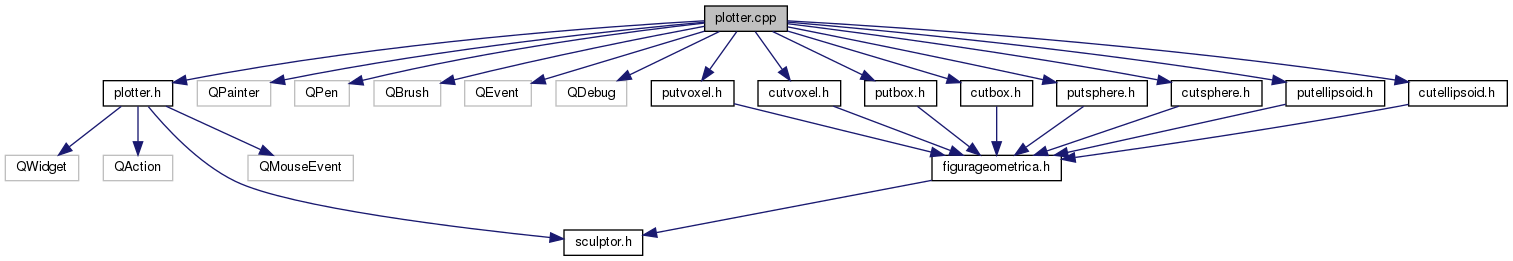 plotter.cpp
plotter.h
QPainter
QPen
QBrush
QEvent
QDebug
putvoxel.h
cutvoxel.h
putbox.h
cutbox.h
putsphere.h
cutsphere.h
putellipsoid.h
cutellipsoid.h
QWidget
QAction
QMouseEvent
figurageometrica.h
sculptor.h